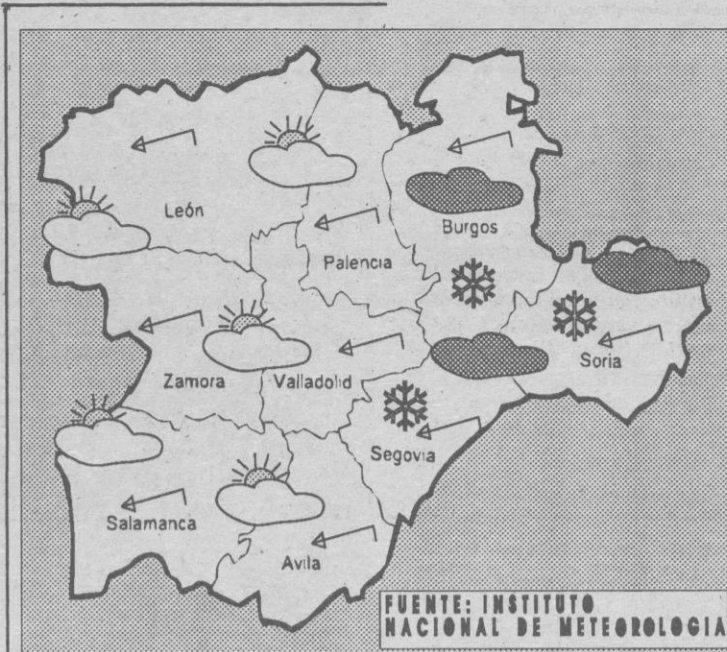 León
Burgos
Palencia
Soria
Zamora
Valladolid
Segovia
Salamanca
Avila
FUENTE: INSTITUTO
NACIONAL DE METEOROLOGIA